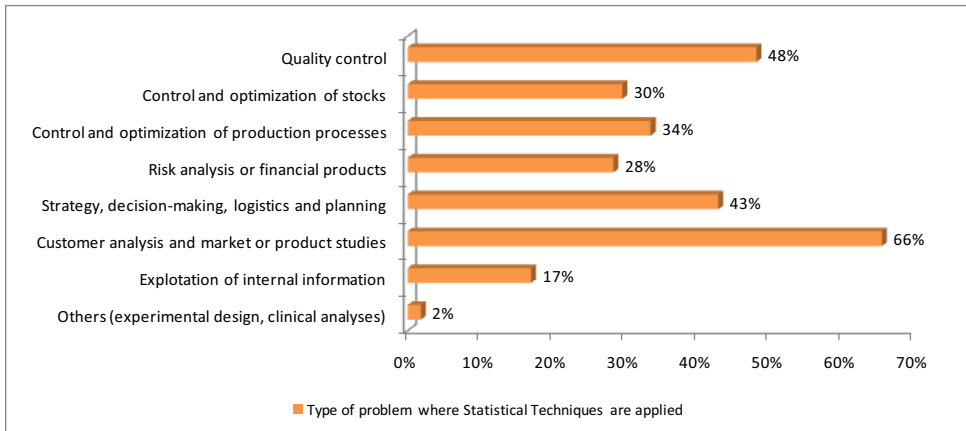 Quality control 48%
Control and optimization of stocks 30%
Control and optimization of production processes 34%
Risk analysis or financial products 28%
Strategy, decision-making, logistics and planning 43%
Customer analysis and market or product studies 66%
Explotation of internal information 17%
Others (experimental design, clinical analyses) 2%
0% 10% 20% 30% 40% 50% 60% 70%
Type of problem where Statistical Techniques are applied